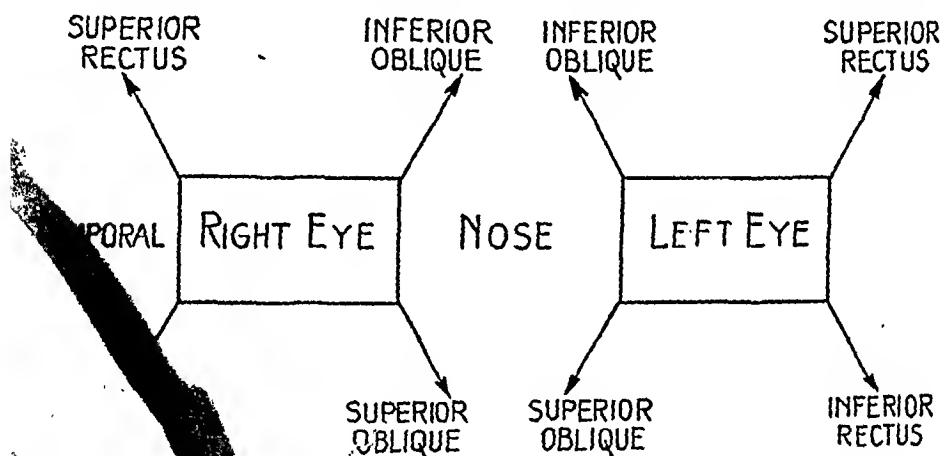 SUPERIOR
RECTUS
INFERIOR
OBLIQUE
INFERIOR
OBLIQUE
SUPERIOR
RECTUS
RIGHT EYE
NOSE
LEFT EYE
SUPERIOR
OBLIQUE
SUPERIOR
OBLIQUE
INFERIOR
RECTUS